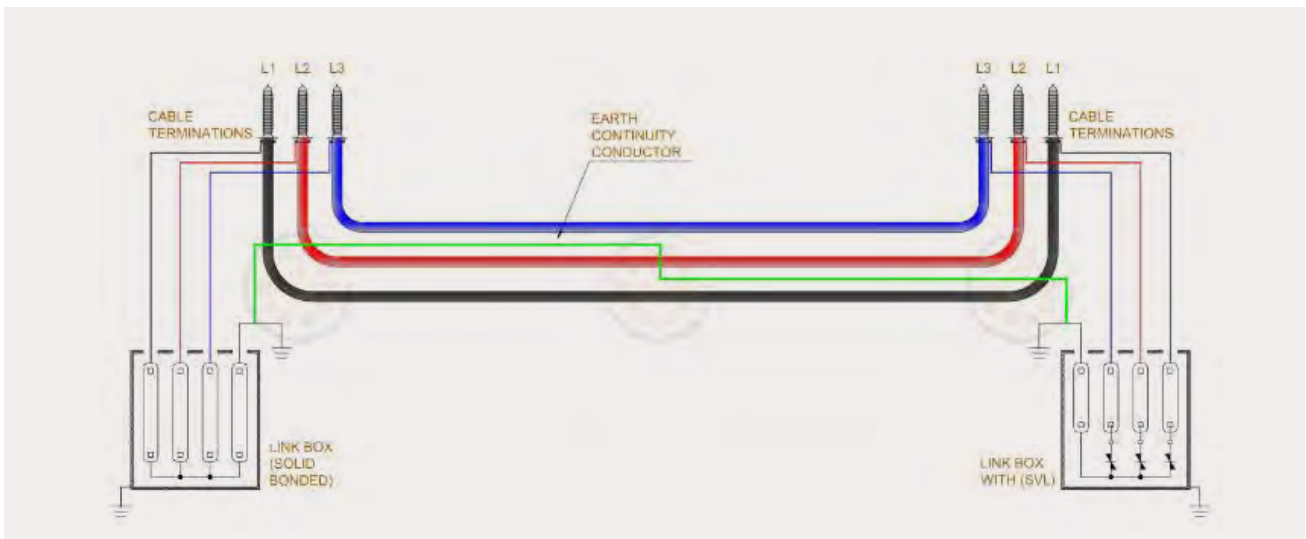 L1 L2 L3
L3 L2 L1
CABLE
TERMINATIONS
EARTH
CONTINUITY
CONDUCTOR
CABLE
TERMINATIONS
LINK BOX
(SOLID
BONDED)
LINK BOX
WITH (SVL)